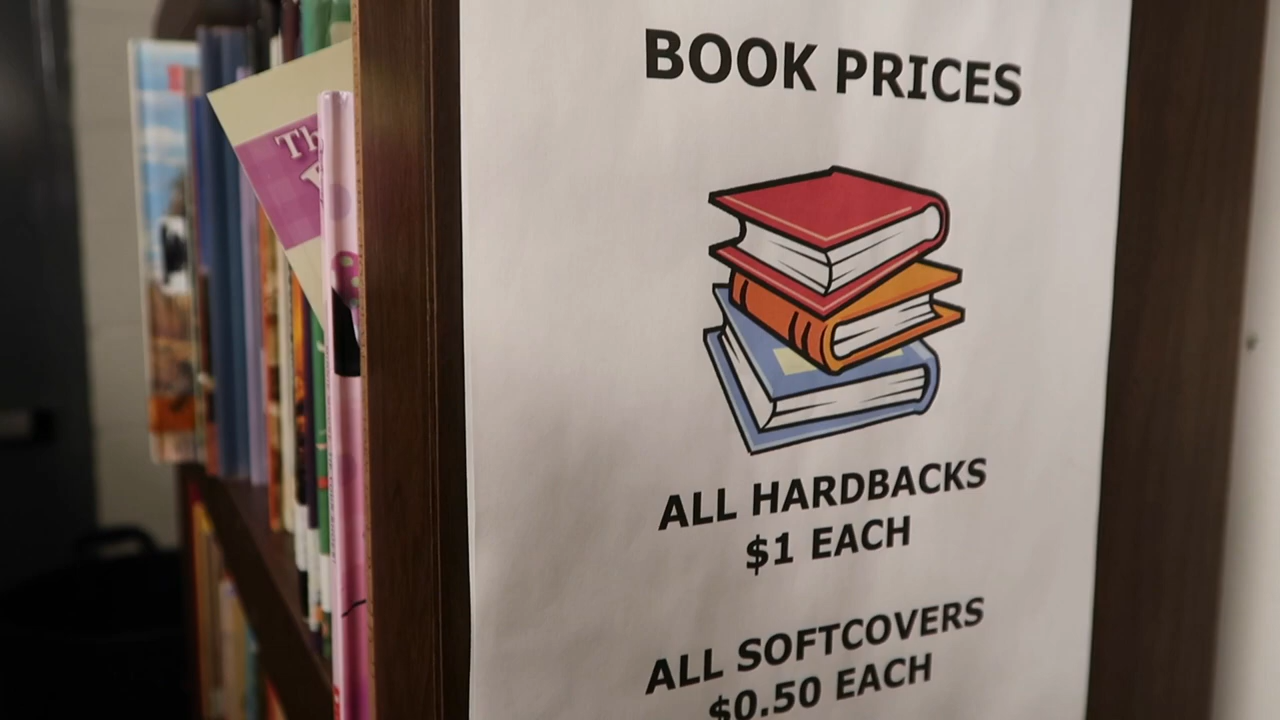 BOOK PRICES
ALL HARDBACKS
$1 EACH
ALL SOFTCOVERS
$0.50 EACH